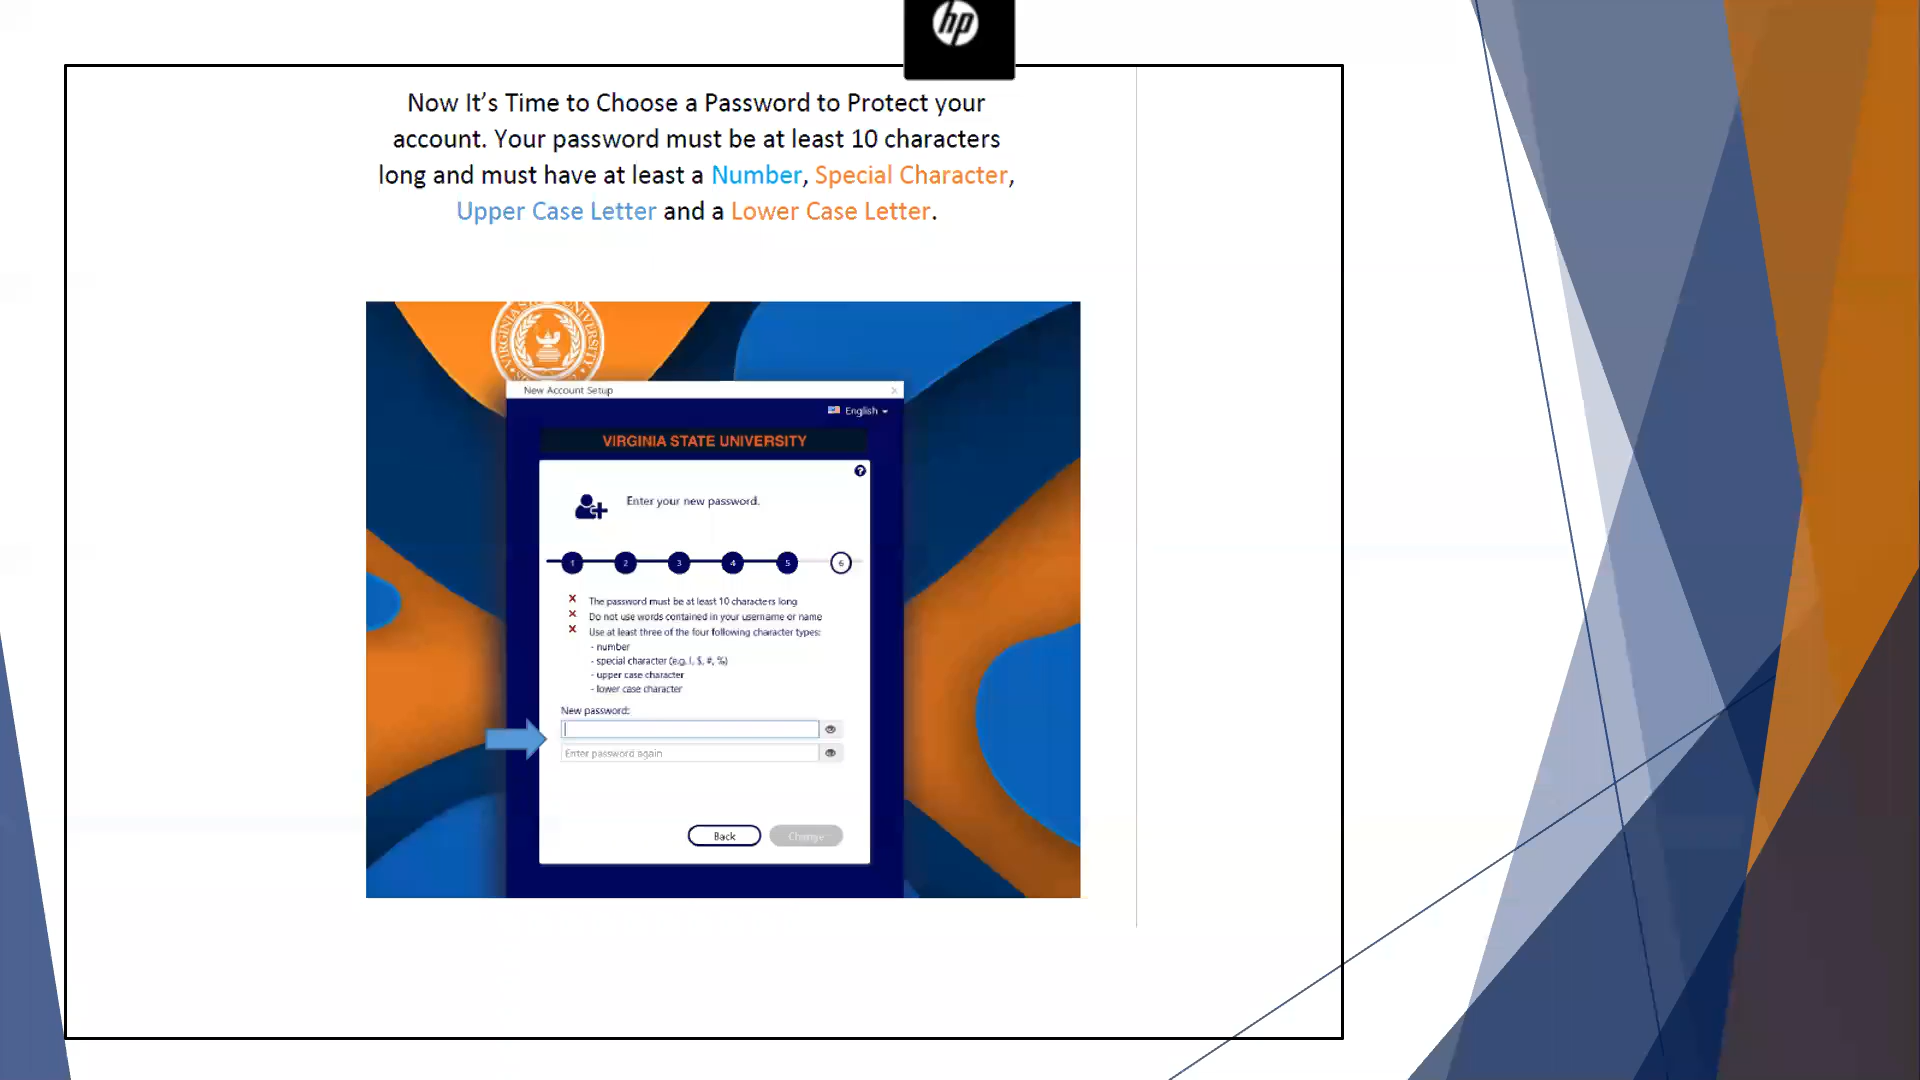 hp
Now It’s Time to Choose a Password to Protect your
account. Your password must be at least 10 characters
long and must have at least a Number, Special Character,
Upper Case Letter and a Lower Case Letter.
VIRGINIA UNIVERSITY
New Account Setup
English
VIRGINIA STATE UNIVERSITY
?
Enter your new password.
1 2 3 4 5 6
X The password must be at least 10 characters long
X Do not use words contained in your username or name
X Use at least three of the four following character types:
- number
- special character (e.g. !, $, #, %)
- upper case character
- lower case character
New password:
Enter password again
Back Change